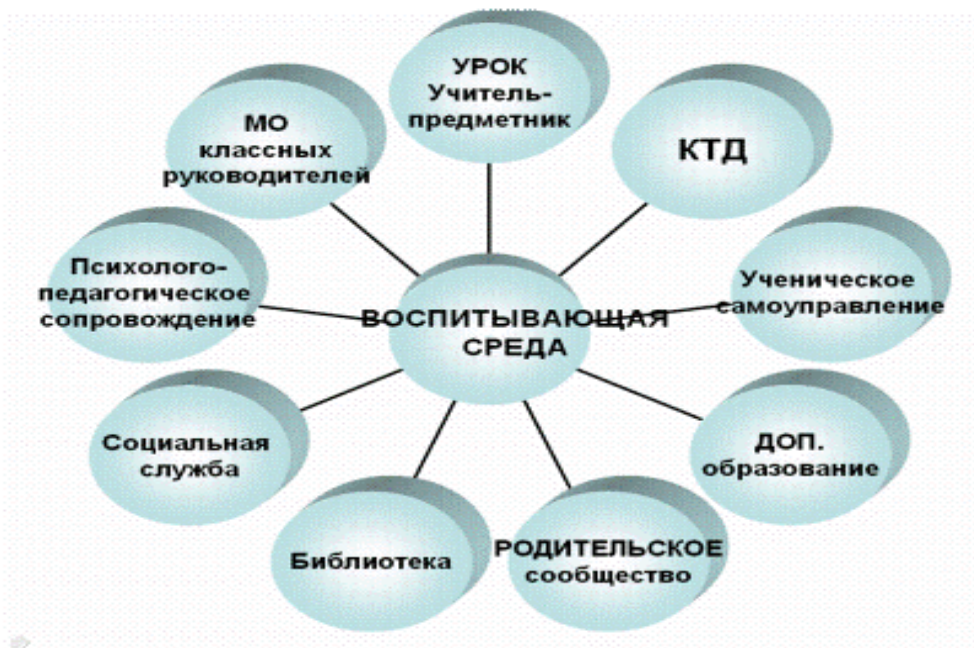 УРОК
Учитель-
предметник
КТД
Ученическое
самоуправление
ДОП.
образование
РОДИТЕЛЬСКОЕ
сообщество
Библиотека
Социальная
служба
Психолого-
педагогическое
сопровождение
МО
классных
руководителей
ВОСПИТЫВАЮЩАЯ
СРЕДА